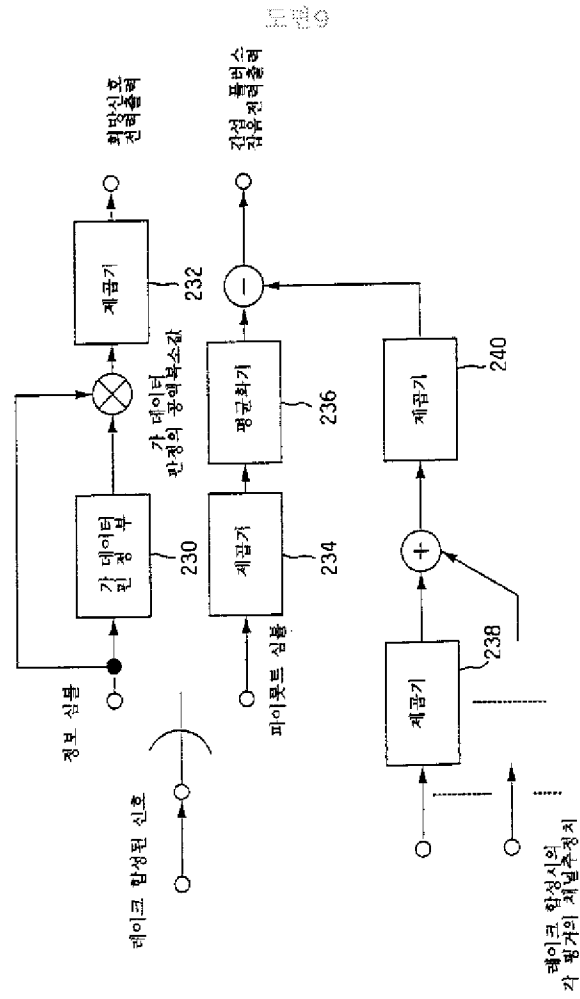 도면9
레이크 합성된 신호
정보 심볼
가 데이터
판 정 부
230
가 데이터
판정의 공액복소값
제곱기
232
희망신호
전력출력
파이롯트 심볼
제곱기
234
평균화기
236
−
간섭 플러스
잡음전력출력
레이크 합성시의
각 핑거의 채널추정치
제곱기
238
+
제곱기
240